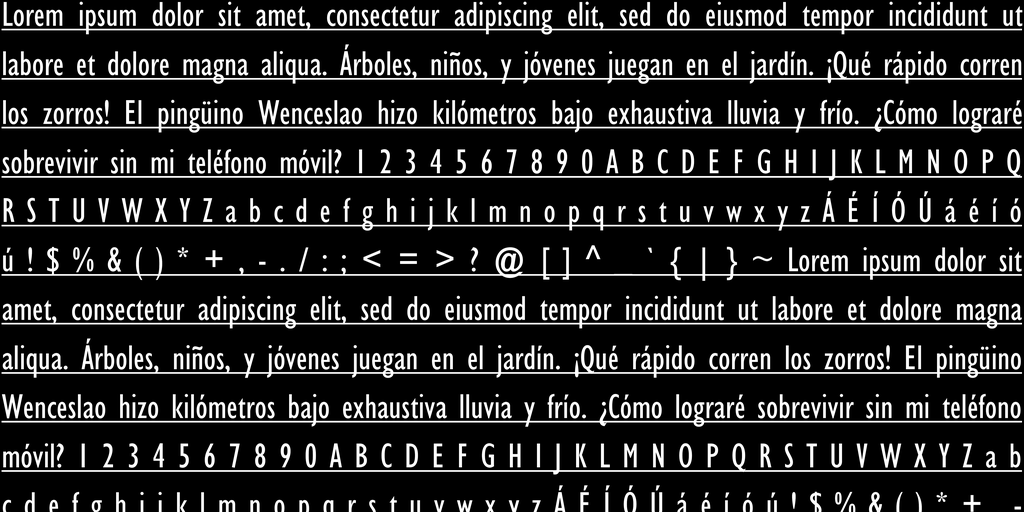 Lorem ipsum dolor sit amet, consectetur adipiscing elit, sed do eiusmod tempor incididunt ut
labore et dolore magna aliqua. Árboles, niños, y jóvenes juegan en el jardín. ¡Qué rápido corren
los zorros! El pingüino Wenceslao hizo kilómetros bajo exhaustiva lluvia y frío. ¿Cómo lograré
sobrevivir sin mi teléfono móvil? 1 2 3 4 5 6 7 8 9 0 A B C D E F G H I J K L M N O P Q
R S T U V W X Y Z a b c d e f g h i j k l m n o p q r s t u v w x y z Á É Í Ó Ú á é í ó
ú ! $ % & ( ) * + , - . / : ; < = > ? @ [ ] ^ _ ` { | } ~ Lorem ipsum dolor sit
amet, consectetur adipiscing elit, sed do eiusmod tempor incididunt ut labore et dolore magna
aliqua. Árboles, niños, y jóvenes juegan en el jardín. ¡Qué rápido corren los zorros! El pingüino
Wenceslao hizo kilómetros bajo exhaustiva lluvia y frío. ¿Cómo lograré sobrevivir sin mi teléfono
móvil? 1 2 3 4 5 6 7 8 9 0 A B C D E F G H I J K L M N O P Q R S T U V W X Y Z a b
c d e f g h i j k l m n o p q r s t u v w x y z Á É Í Ó Ú á é í ó ú ! $ % & ( ) * + , -